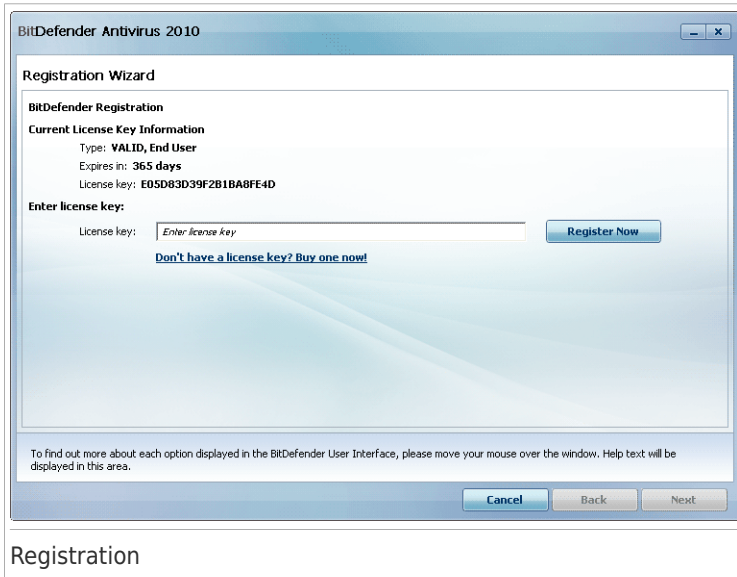 BitDefender Antivirus 2010
Registration Wizard
BitDefender Registration
Current License Key Information
Type: VALID, End User
Expires in: 365 days
License key: E05D83D39F2B1BA8FE4D
Enter license key:
License key: Enter license key Register Now
Don't have a license key? Buy one now!
To find out more about each option displayed in the BitDefender User Interface, please move your mouse over the window. Help text will be
displayed in this area.
Cancel Back Next
Registration